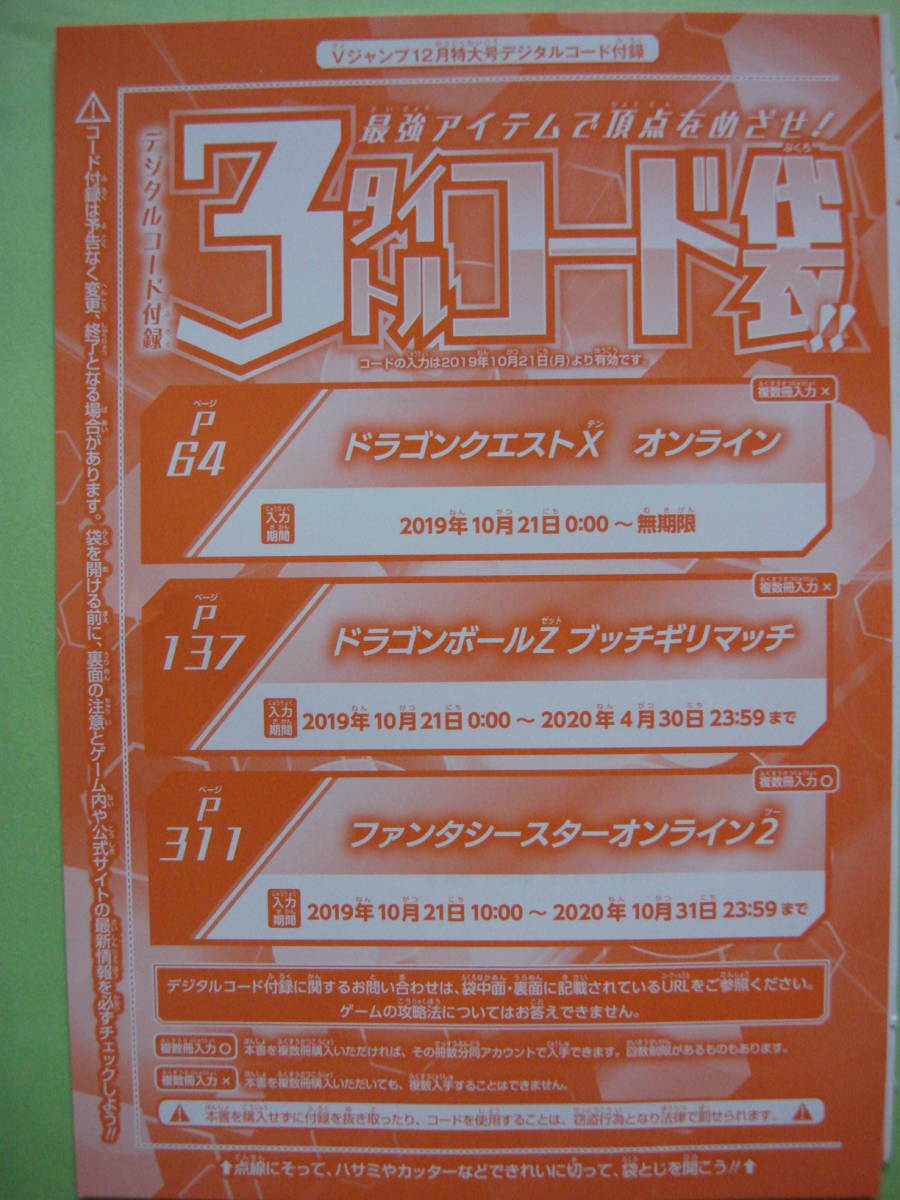 Vジャンプ12月特大号デジタルコード付録
デジタルコード付録
最強アイテムで頂点をめざせ!
3タイトルコード袋!!
コードの入力は2019年10月21日(月)より有効です。
複数冊入力×
ページ
P
64
ドラゴンクエストX オンライン
入力期間
2019年10月21日 0:00 〜 無期限
複数冊入力×
ページ
P
137
ドラゴンボールZ ブッチギリマッチ
入力期間
2019年10月21日 0:00 〜 2020年4月30日 23:59まで
複数冊入力○
ページ
P
311
ファンタシースターオンライン2
入力期間
2019年10月21日 10:00 〜 2020年10月31日 23:59まで
デジタルコード付録に関するお問い合わせは、袋中面・裏面に記載されているURLをご参照ください。
ゲームの攻略法についてはお答えできません。
複数冊入力○ 本書を複数冊購入いただければ、その冊数分同アカウントで入手できます。回数制限があるものもあります。
複数冊入力× 本書を複数冊購入いただいても、複数入手することはできません。
本書を購入せずに付録を抜き取ったり、コードを使用することは、窃盗行為となり法律で罰せられます。
⬆点線にそって、ハサミやカッターなどできれいに切って、袋とじを開こう!!⬆
コード付録は予告なく変更、終了となる場合があります。袋を開ける前に、裏面の注意とゲーム内や公式サイトの最新情報を必ずチェックしよう!!